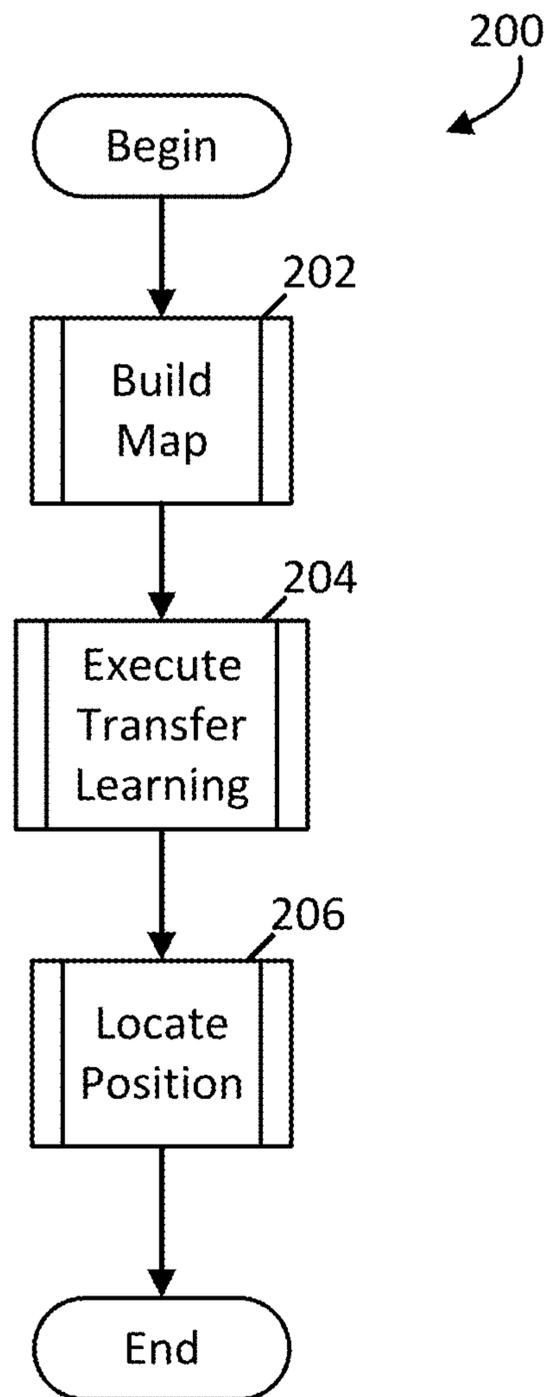 200
Begin
202
Build
Map
204
Execute
Transfer
Learning
206
Locate
Position
End